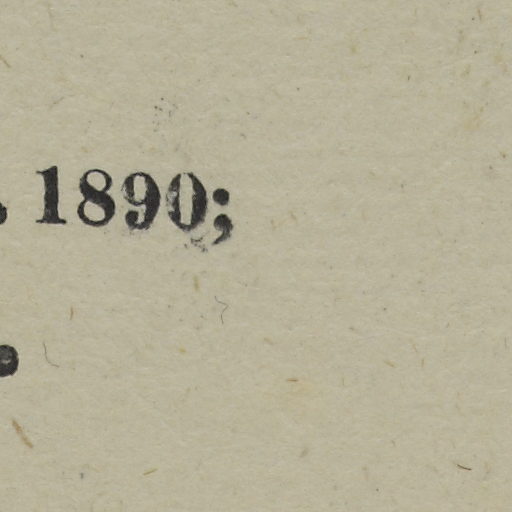 . 1890;
.